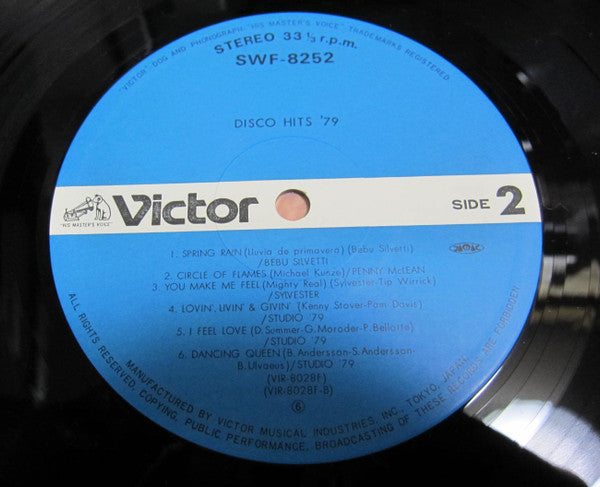 "VICTOR" DOG AND PHONOGRAPH. "HIS MASTER'S VOICE" TRADEMARKS REGISTERED
STEREO 33⅓ r.p.m.
SWF-8252
DISCO HITS '79
"HIS MASTER'S VOICE"
Victor
SIDE 2
1. SPRING RAIN(Lluvia de primavera)(Bebu Silvetti)
/BEBU SILVETTI
2. CIRCLE OF FLAMES(Michael Kunze)/PENNY McLEAN
3. YOU MAKE ME FEEL(Mighty Real)(Sylvester-Tip Wirrick)
/SYLVESTER
4. LOVIN', LIVIN' & GIVIN' (Kenny Stover-Pam Davis)
/STUDIO '79
5. I FEEL LOVE(D. Summer-G. Moroder-P. Bellotte)
/STUDIO '79
6. DANCING QUEEN(B. Andersson-S. Andersson-
B. Ulvaeus)/STUDIO '79
(VIR-8028F)
(VIR-8028F-B)
⑥
ALL RIGHTS RESERVED. COPYING, PUBLIC PERFORMANCE, BROADCASTING OF THESE RECORDS ARE FORBIDDEN.
MANUFACTURED BY VICTOR MUSICAL INDUSTRIES, INC., TOKYO, JAPAN